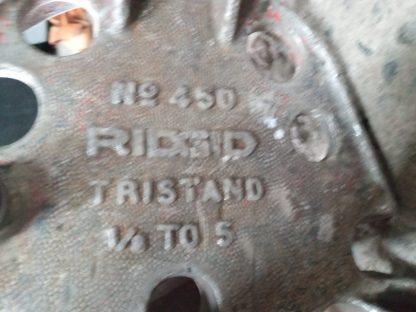 No 450
RIDGID
TRISTAND
1/8 TO 5